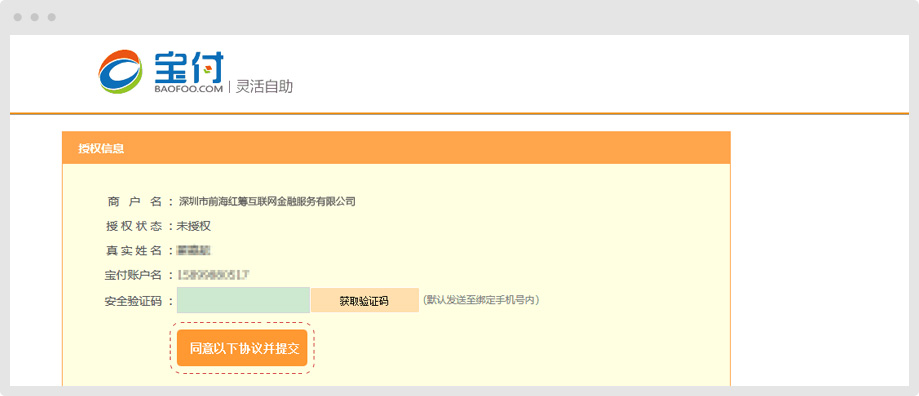 宝付
BAOFOO.COM | 灵活自助
授权信息
商 户 名 : 深圳市前海红筹互联网金融服务有限公司
授 权 状 态 : 未授权
真 实 姓 名 :
宝付账户名 :
安全验证码 : 获取验证码 (默认发送至绑定手机号内)
同意以下协议并提交